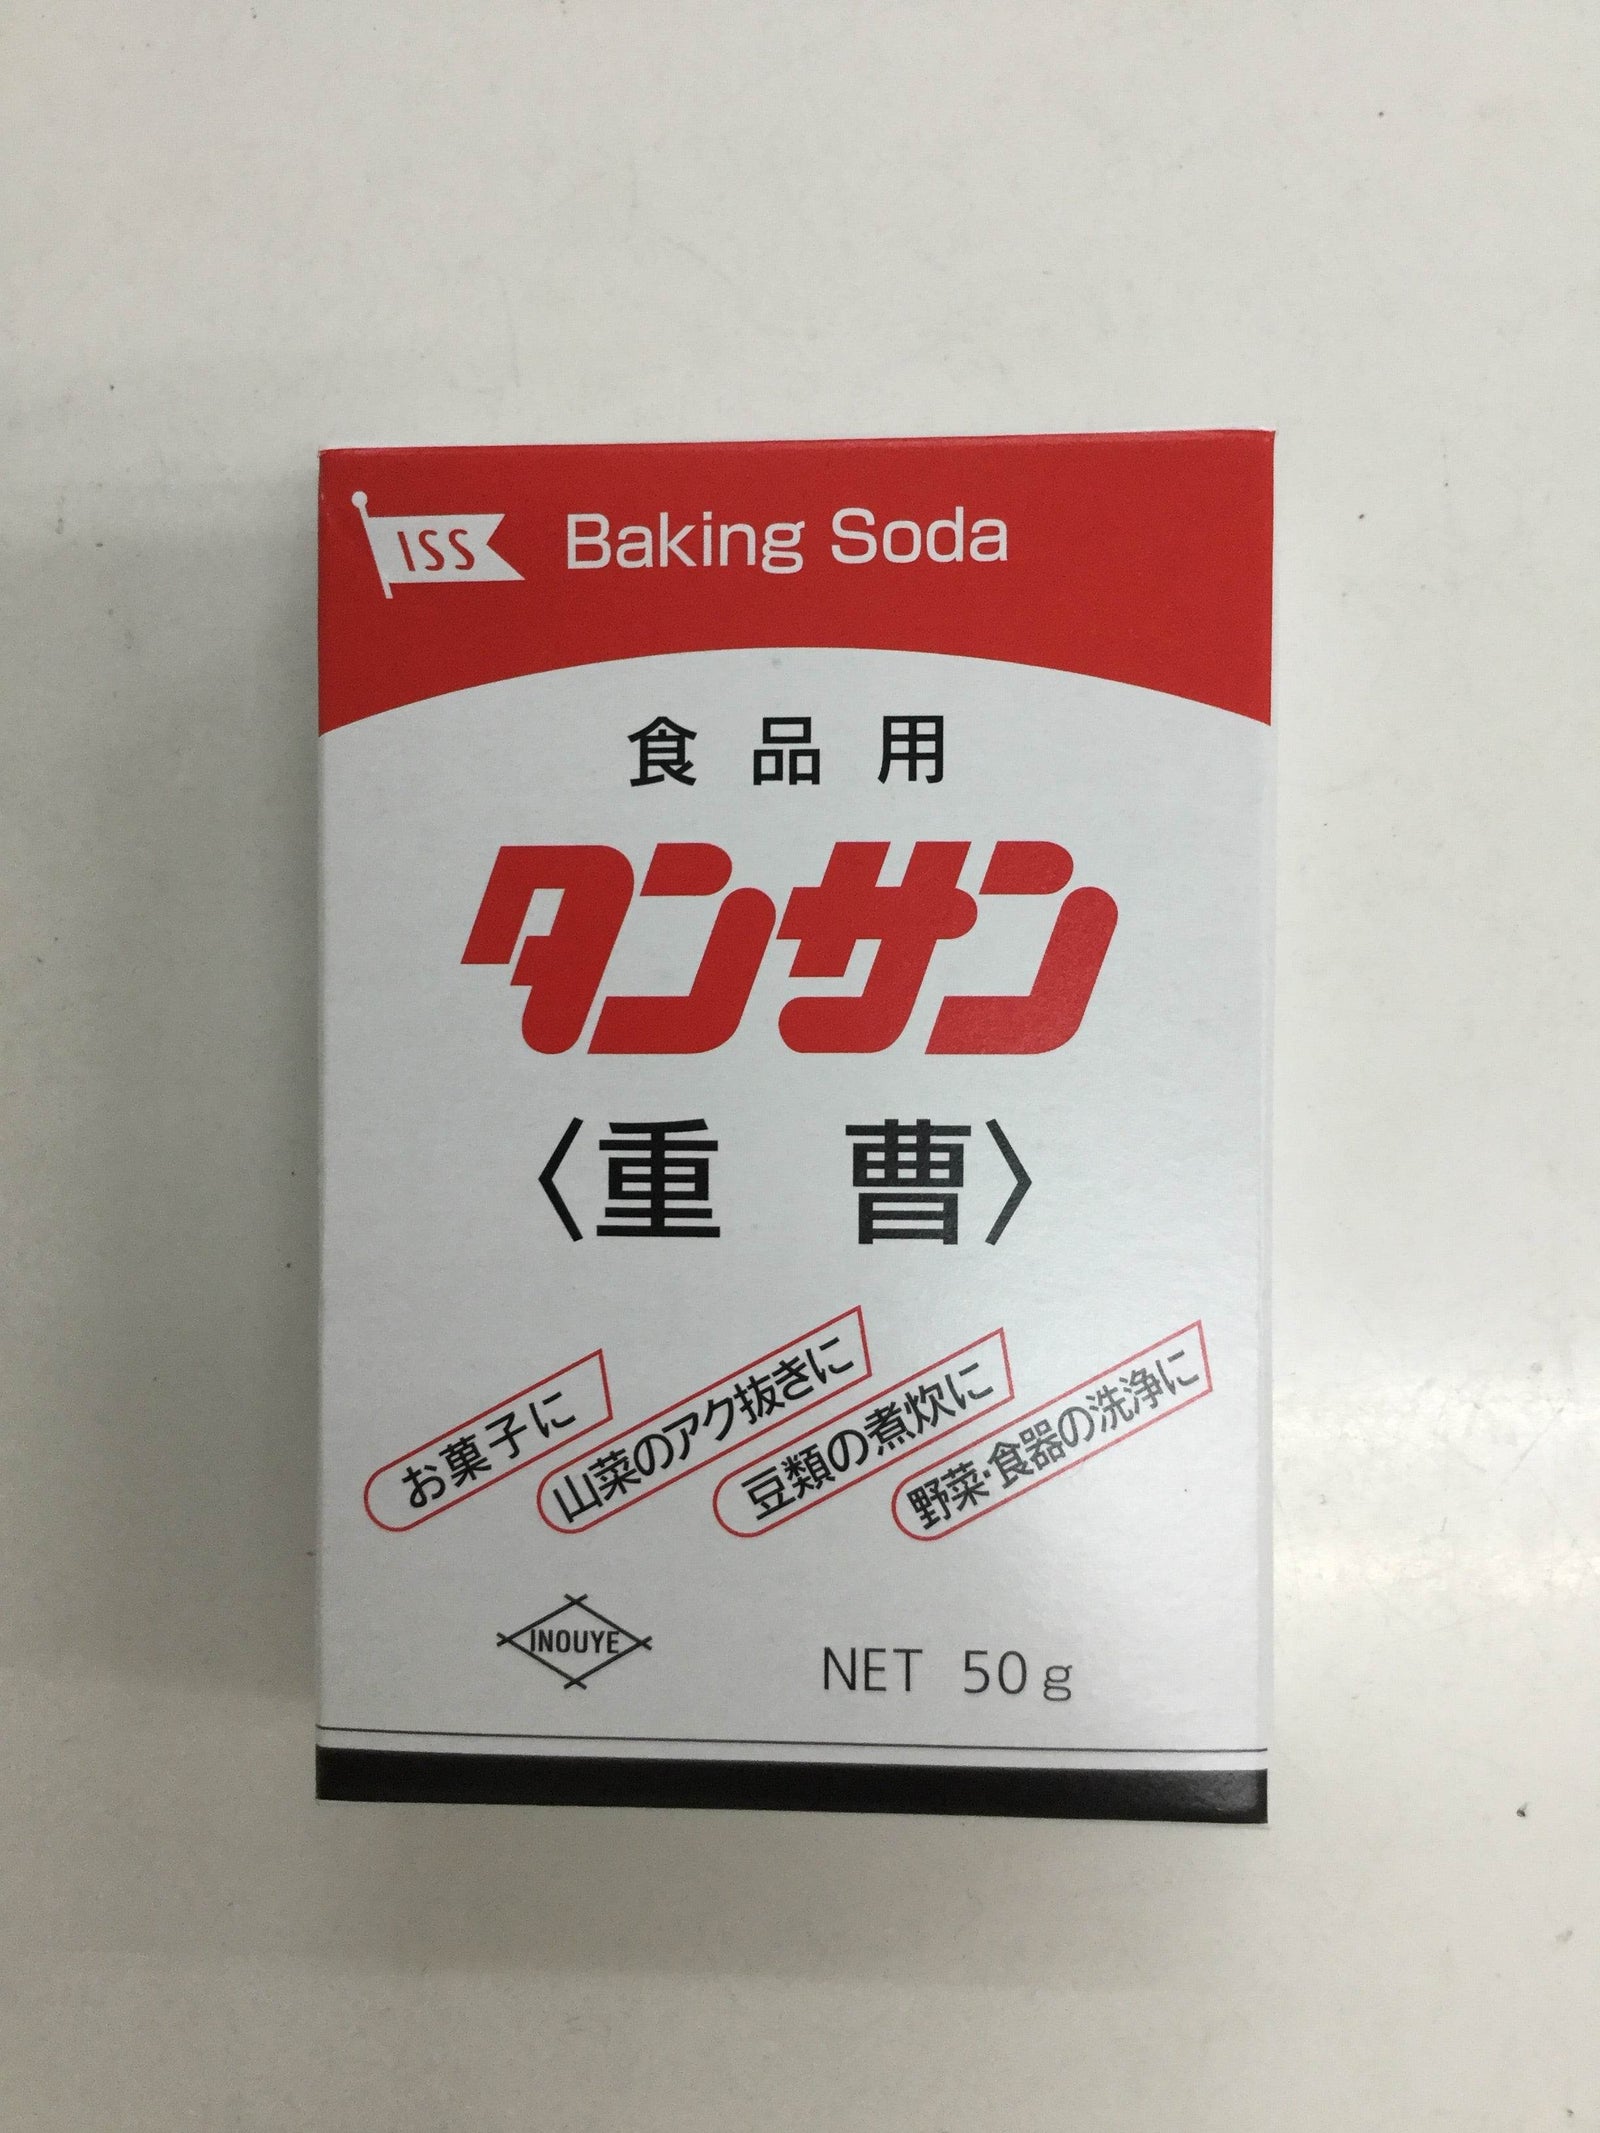 ISS Baking Soda
食品用
タンサン
〈重曹〉
お菓子に
山菜のアク抜きに
豆類の煮炊に
野菜・食器の洗浄に
INOUYE
NET 50g